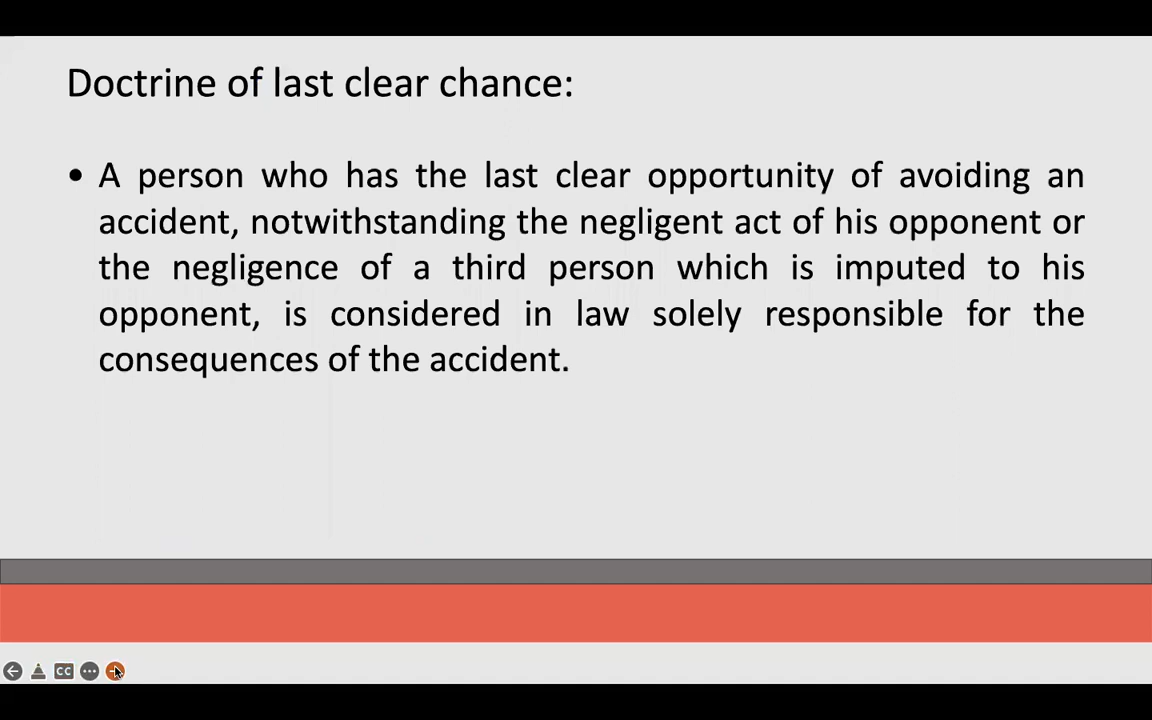 Doctrine of last clear chance:
• A person who has the last clear opportunity of avoiding an
accident, notwithstanding the negligent act of his opponent or
the negligence of a third person which is imputed to his
opponent, is considered in law solely responsible for the
consequences of the accident.
CC